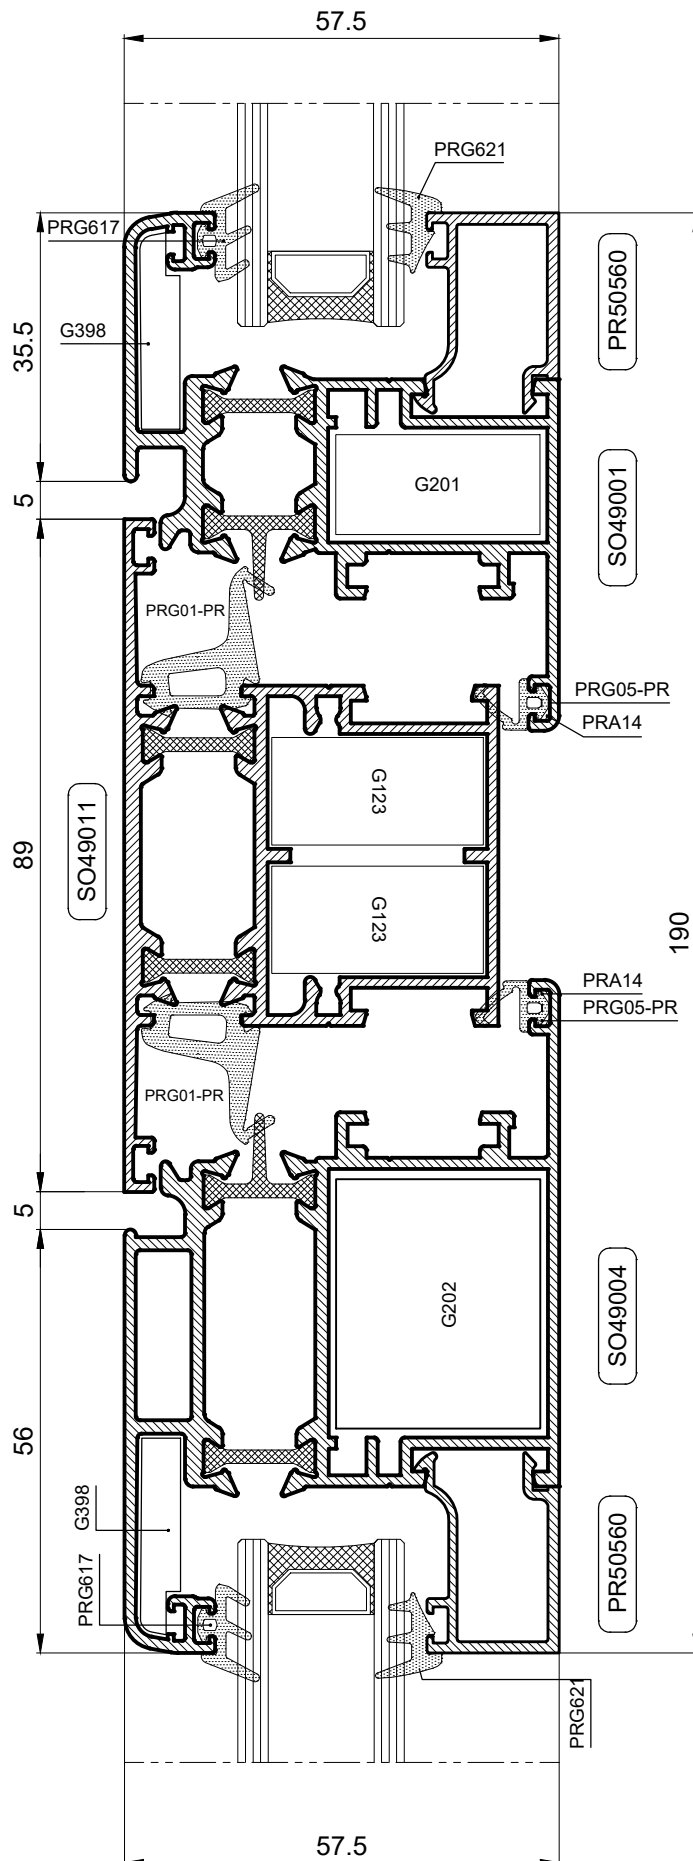 57.5
PRG621
PRG617
PR50560
35.5
G398
G201
SO49001
5
PRG01-PR
PRG05-PR
PRA14
G123
SO49011
89
G123
190
PRA14
PRG05-PR
PRG01-PR
5
G202
SO49004
56
G398
PR50560
PRG617
PRG621
57.5